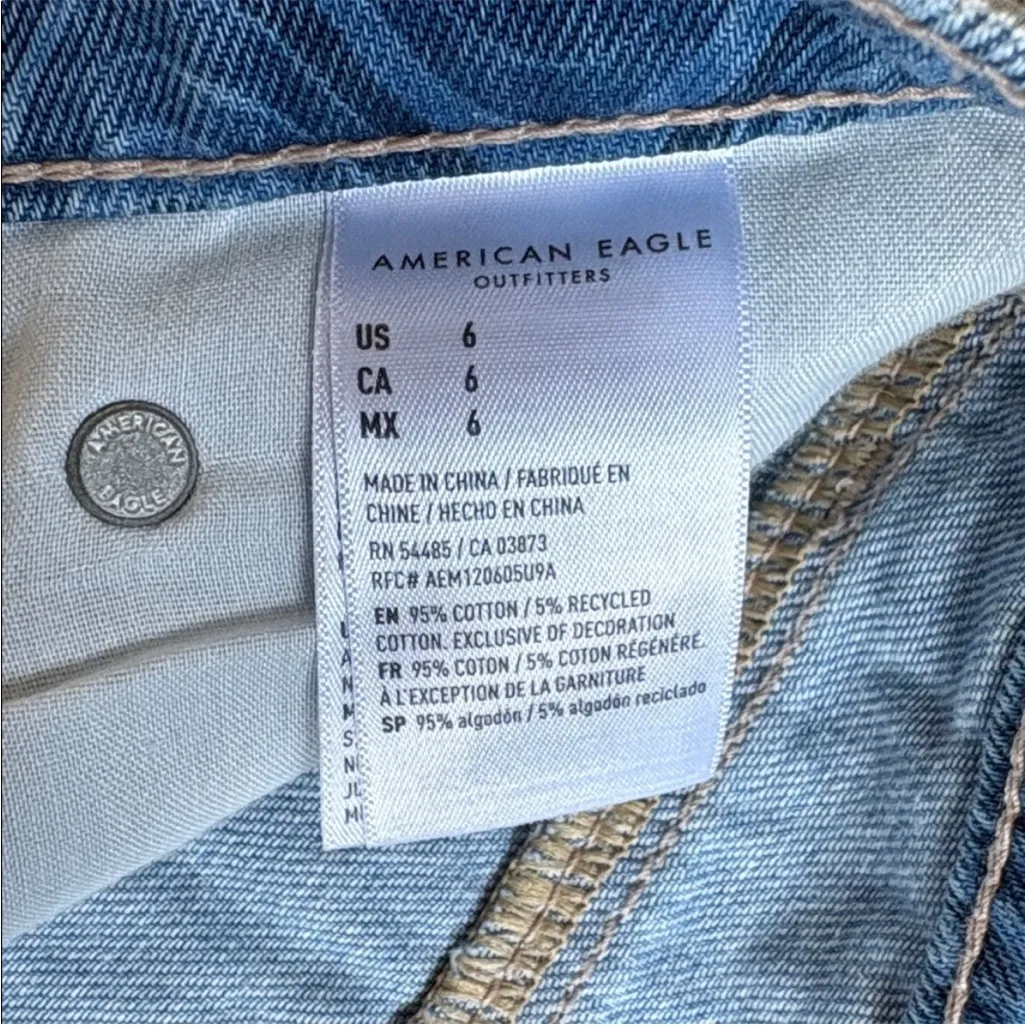 AMERICAN EAGLE
OUTFITTERS
US 6
CA 6
MX 6
MADE IN CHINA / FABRIQUÉ EN
CHINE / HECHO EN CHINA
RN 54485 / CA 03873
RFC# AEM120605U9A
EN 95% COTTON / 5% RECYCLED
COTTON. EXCLUSIVE OF DECORATION
FR 95% COTON / 5% COTON RÉGÉNÉRÉ.
À L'EXCEPTION DE LA GARNITURE
SP 95% algodón / 5% algodón reciclado
AMERICAN
EAGLE